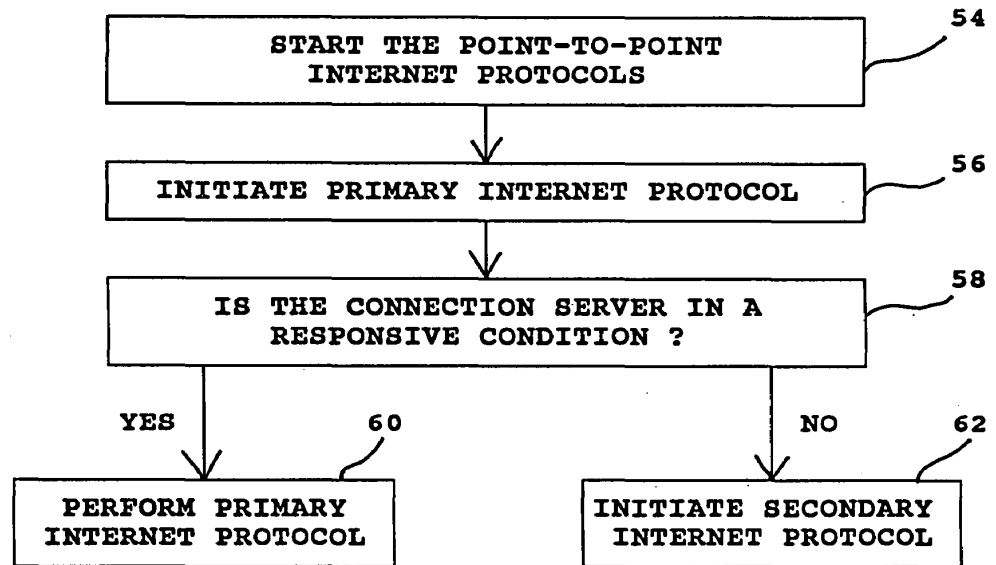 54
START THE POINT-TO-POINT
INTERNET PROTOCOLS
56
INITIATE PRIMARY INTERNET PROTOCOL
58
IS THE CONNECTION SERVER IN A
RESPONSIVE CONDITION ?
YES
60
NO
62
PERFORM PRIMARY
INTERNET PROTOCOL
INITIATE SECONDARY
INTERNET PROTOCOL